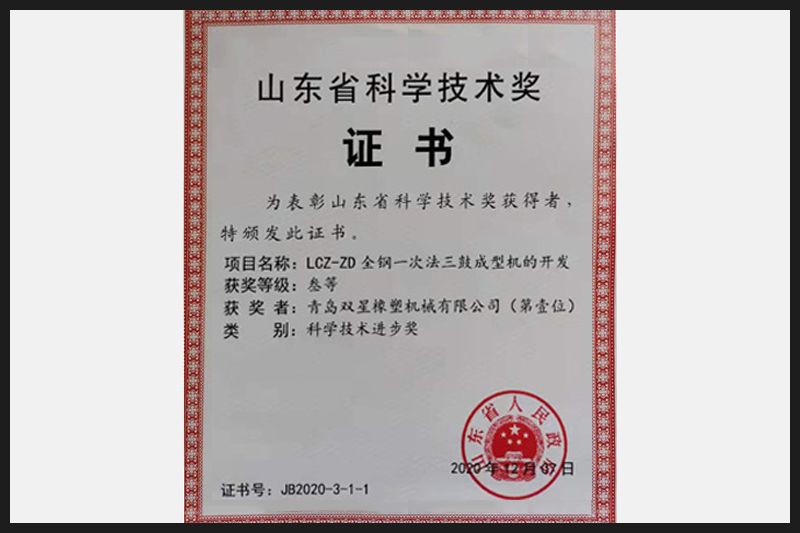 山东省科学技术奖
证书
为表彰山东省科学技术奖获得者，
特颁发此证书。
项目名称：LCZ-ZD 全钢一次法三鼓成型机的开发
获奖等级：叁等
获奖者：青岛双星橡塑机械有限公司（第壹位）
类别：科学技术进步奖
山东省人民政府
2020年12月07日
证书号：JB2020-3-1-1